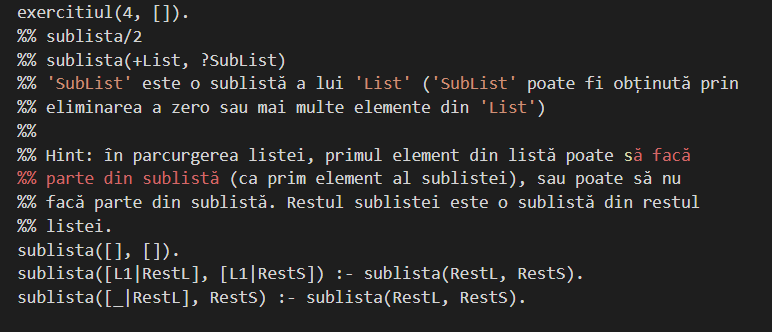 exercitiul(4, []).
%% sublista/2
%% sublista(+List, ?SubList)
%% 'SubList' este o sublistă a lui 'List' ('SubList' poate fi obținută prin
%% eliminarea a zero sau mai multe elemente din 'List')
%%
%% Hint: în parcurgerea listei, primul element din listă poate să facă
%% parte din sublistă (ca prim element al sublistei), sau poate să nu
%% facă parte din sublistă. Restul sublistei este o sublistă din restul
%% listei.
sublista([], []).
sublista([L1|RestL], [L1|RestS]) :- sublista(RestL, RestS).
sublista([_|RestL], RestS) :- sublista(RestL, RestS).